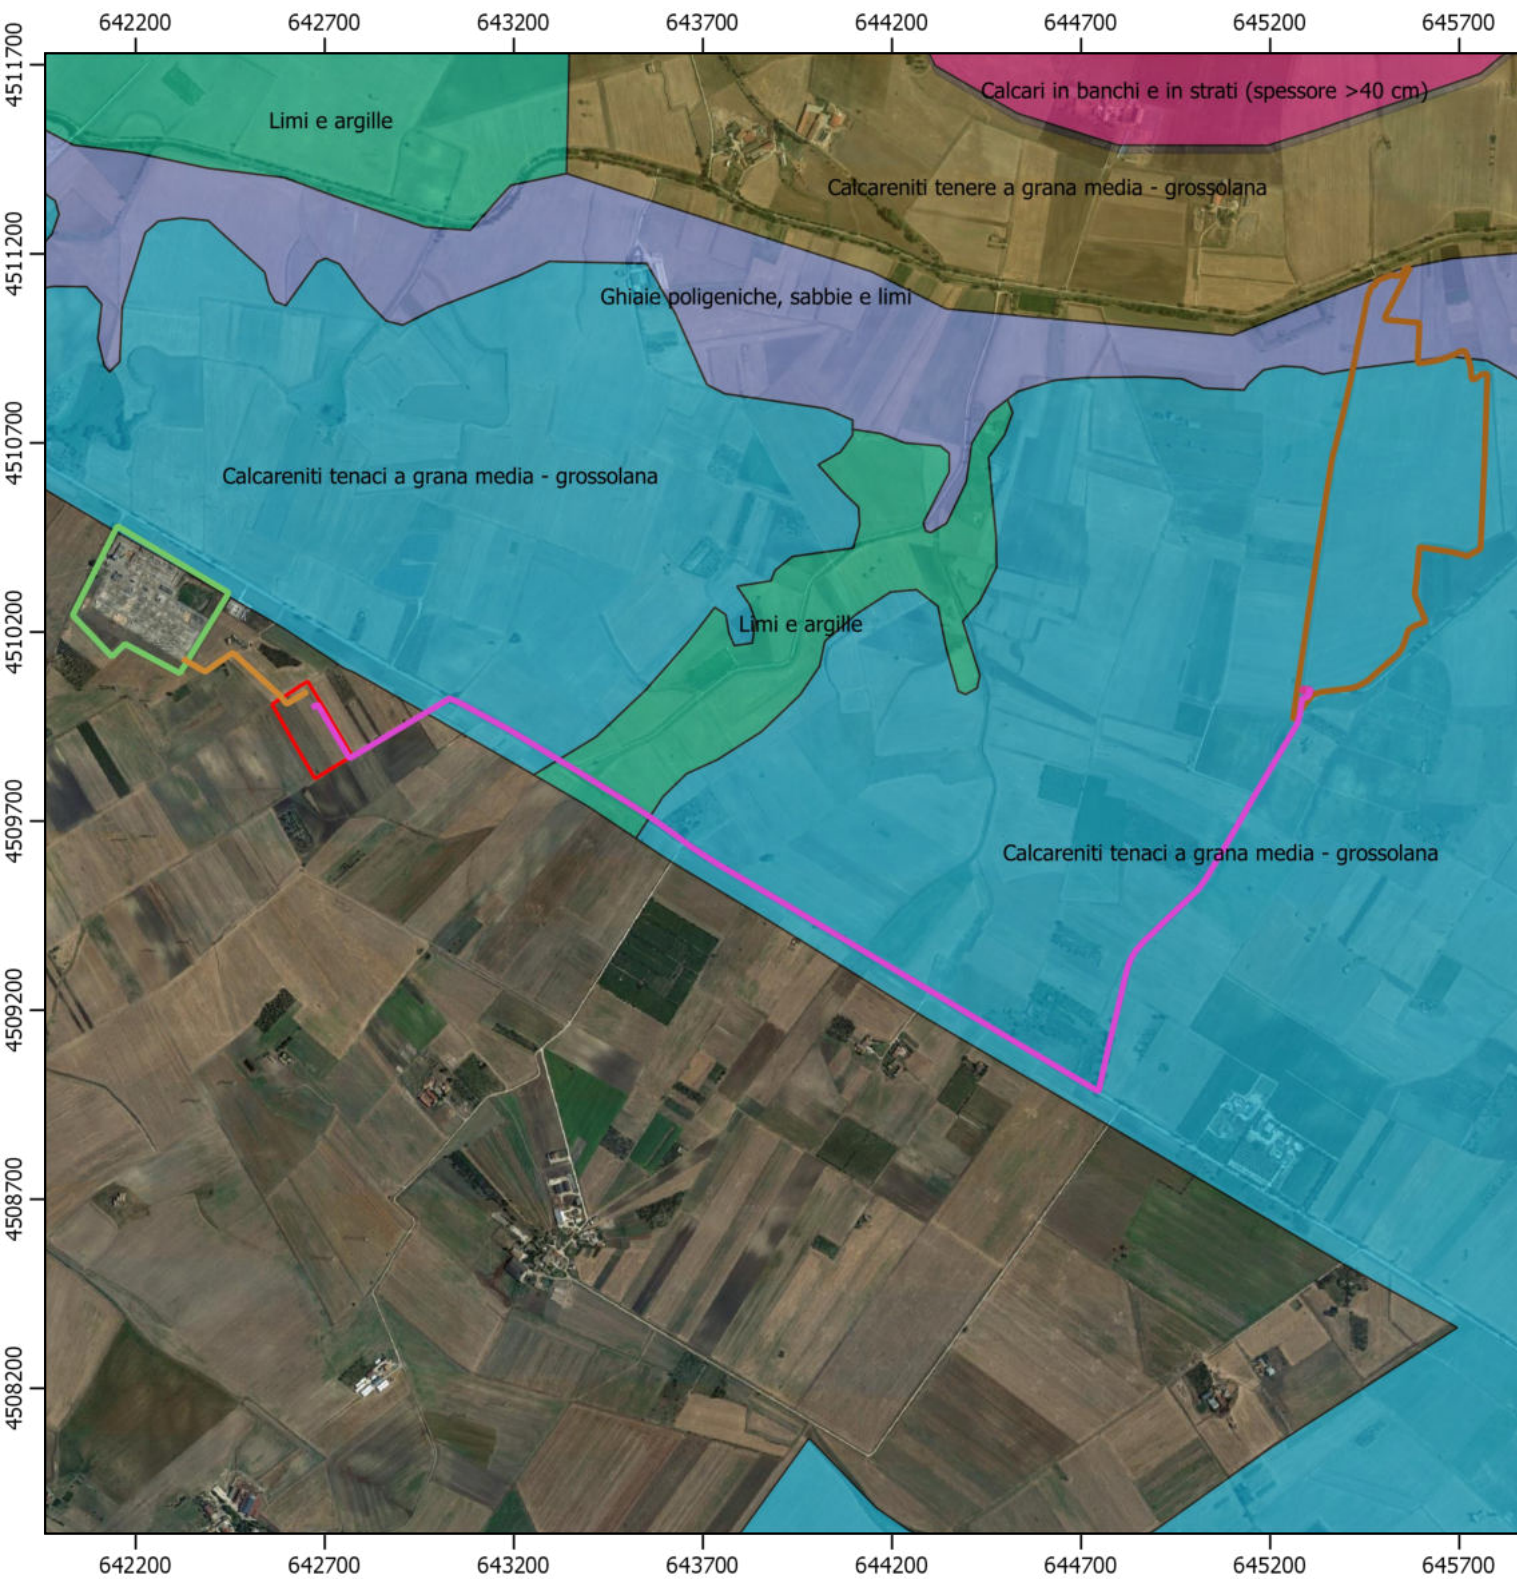 642200 642700 643200 643700 644200 644700 645200 645700
4511700
Calcari in banchi e in strati (spessore >40 cm)
Limi e argille
Calcareniti tenere a grana media - grossolana
4511200
Ghiaie poligeniche, sabbie e limi
4510700
Calcareniti tenaci a grana media - grossolana
4510200
Limi e argille
4509700
Calcareniti tenaci a grana media - grossolana
4509200
4508700
4508200
642200 642700 643200 643700 644200 644700 645200 645700